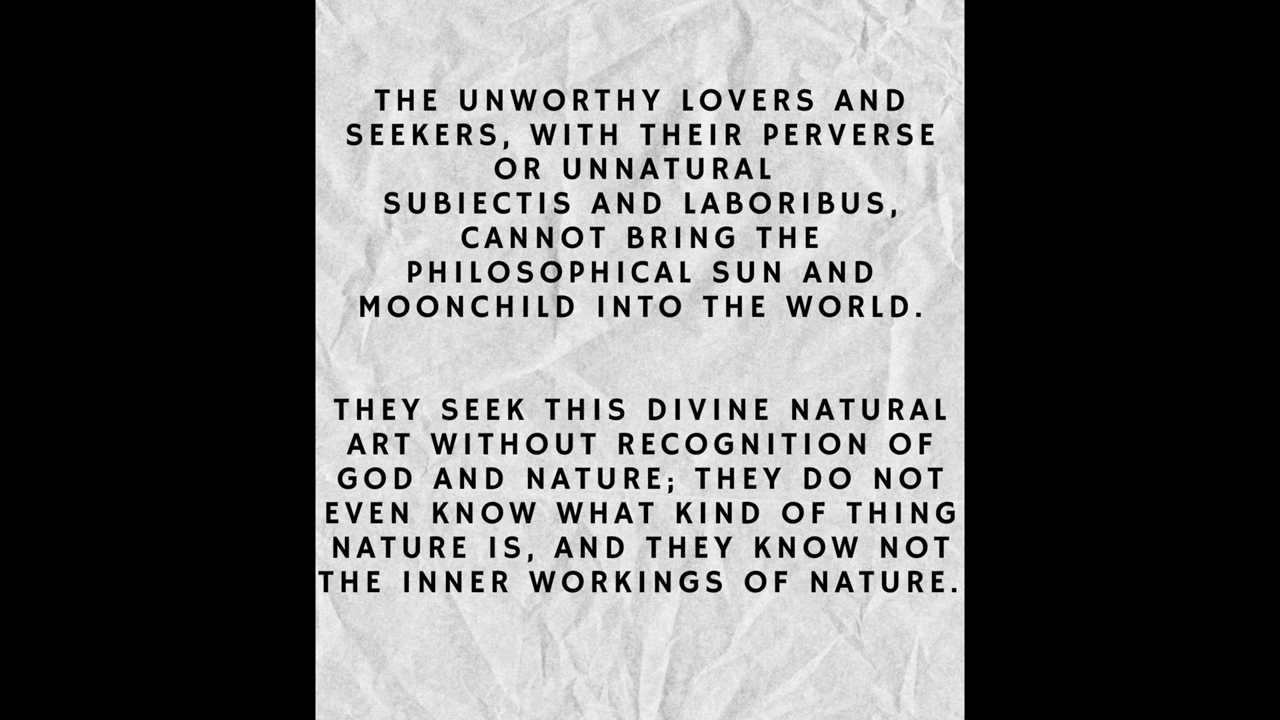 THE UNWORTHY LOVERS AND
SEEKERS, WITH THEIR PERVERSE
OR UNNATURAL
SUBIECTIS AND LABORIBUS,
CANNOT BRING THE
PHILOSOPHICAL SUN AND
MOONCHILD INTO THE WORLD.
THEY SEEK THIS DIVINE NATURAL
ART WITHOUT RECOGNITION OF
GOD AND NATURE; THEY DO NOT
EVEN KNOW WHAT KIND OF THING
NATURE IS, AND THEY KNOW NOT
THE INNER WORKINGS OF NATURE.